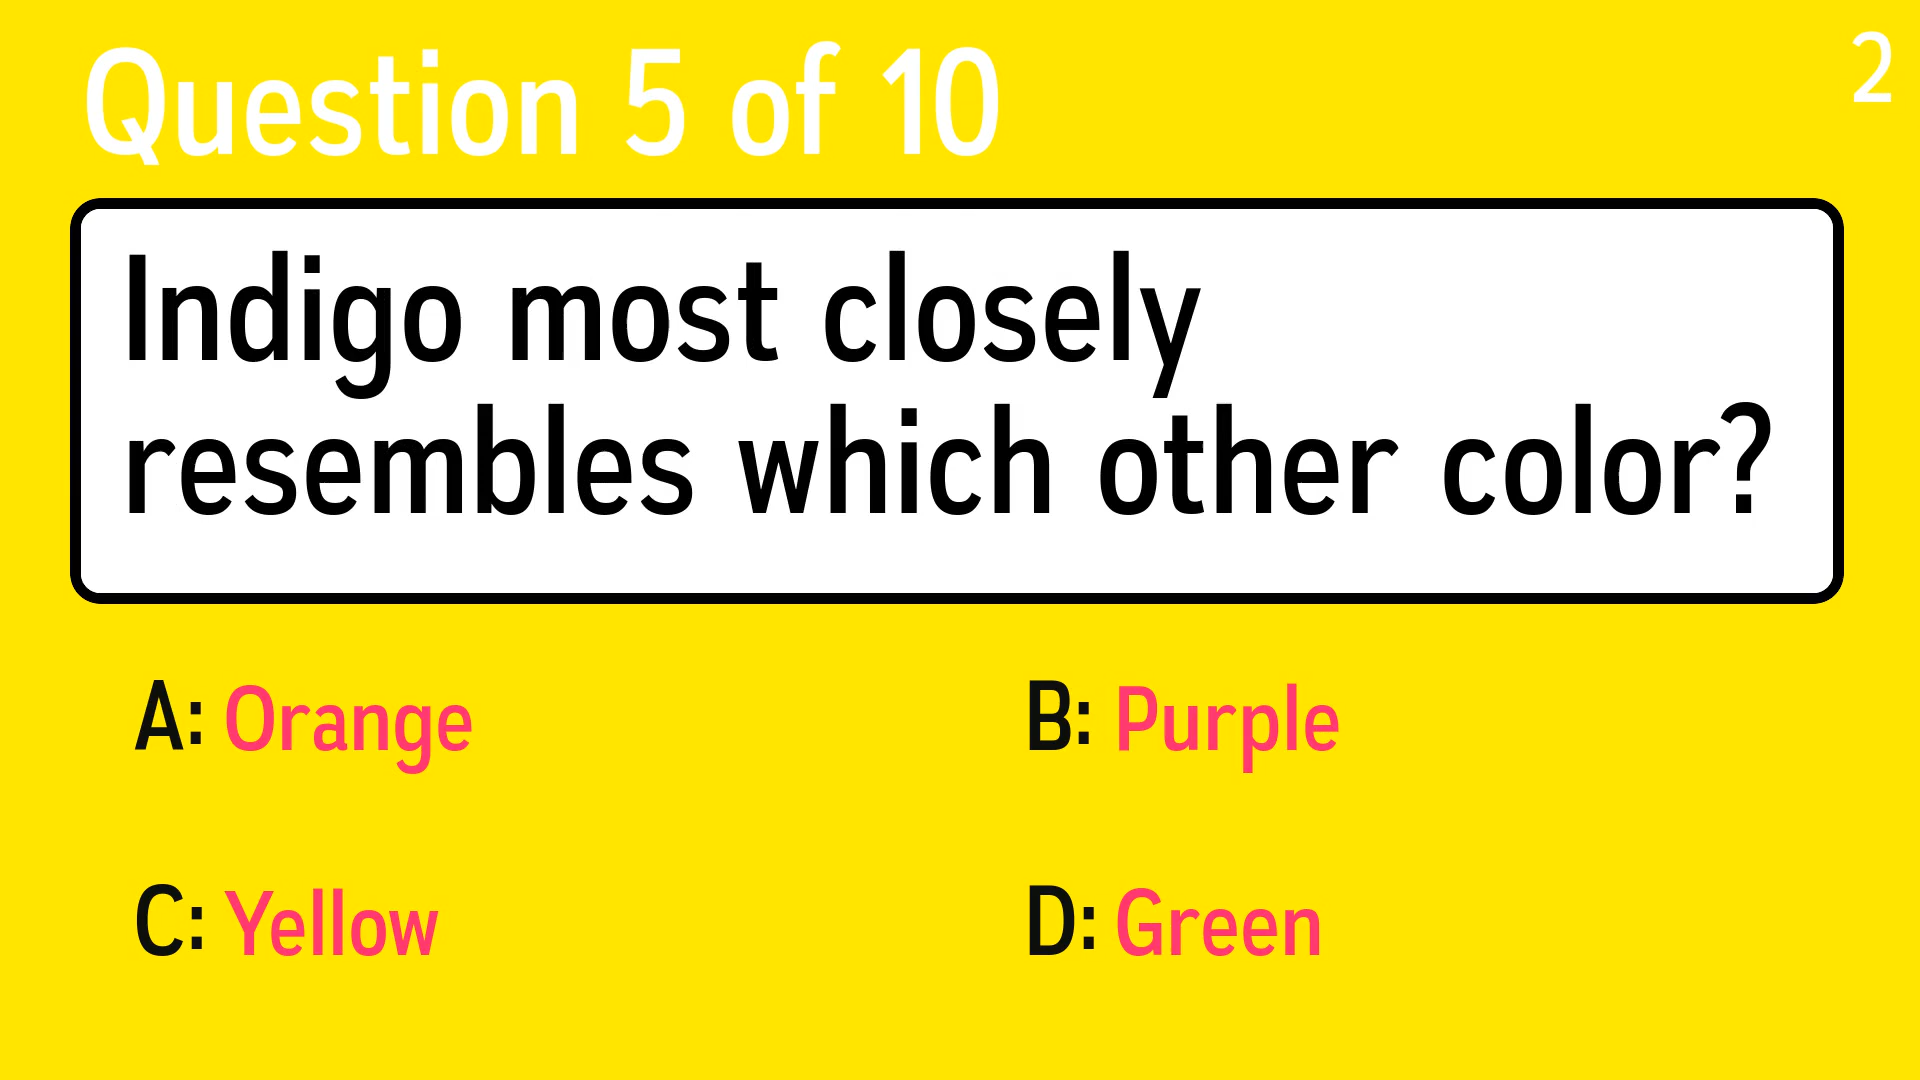 Question 5 of 10
2
Indigo most closely
resembles which other color?
A: Orange
B: Purple
C: Yellow
D: Green